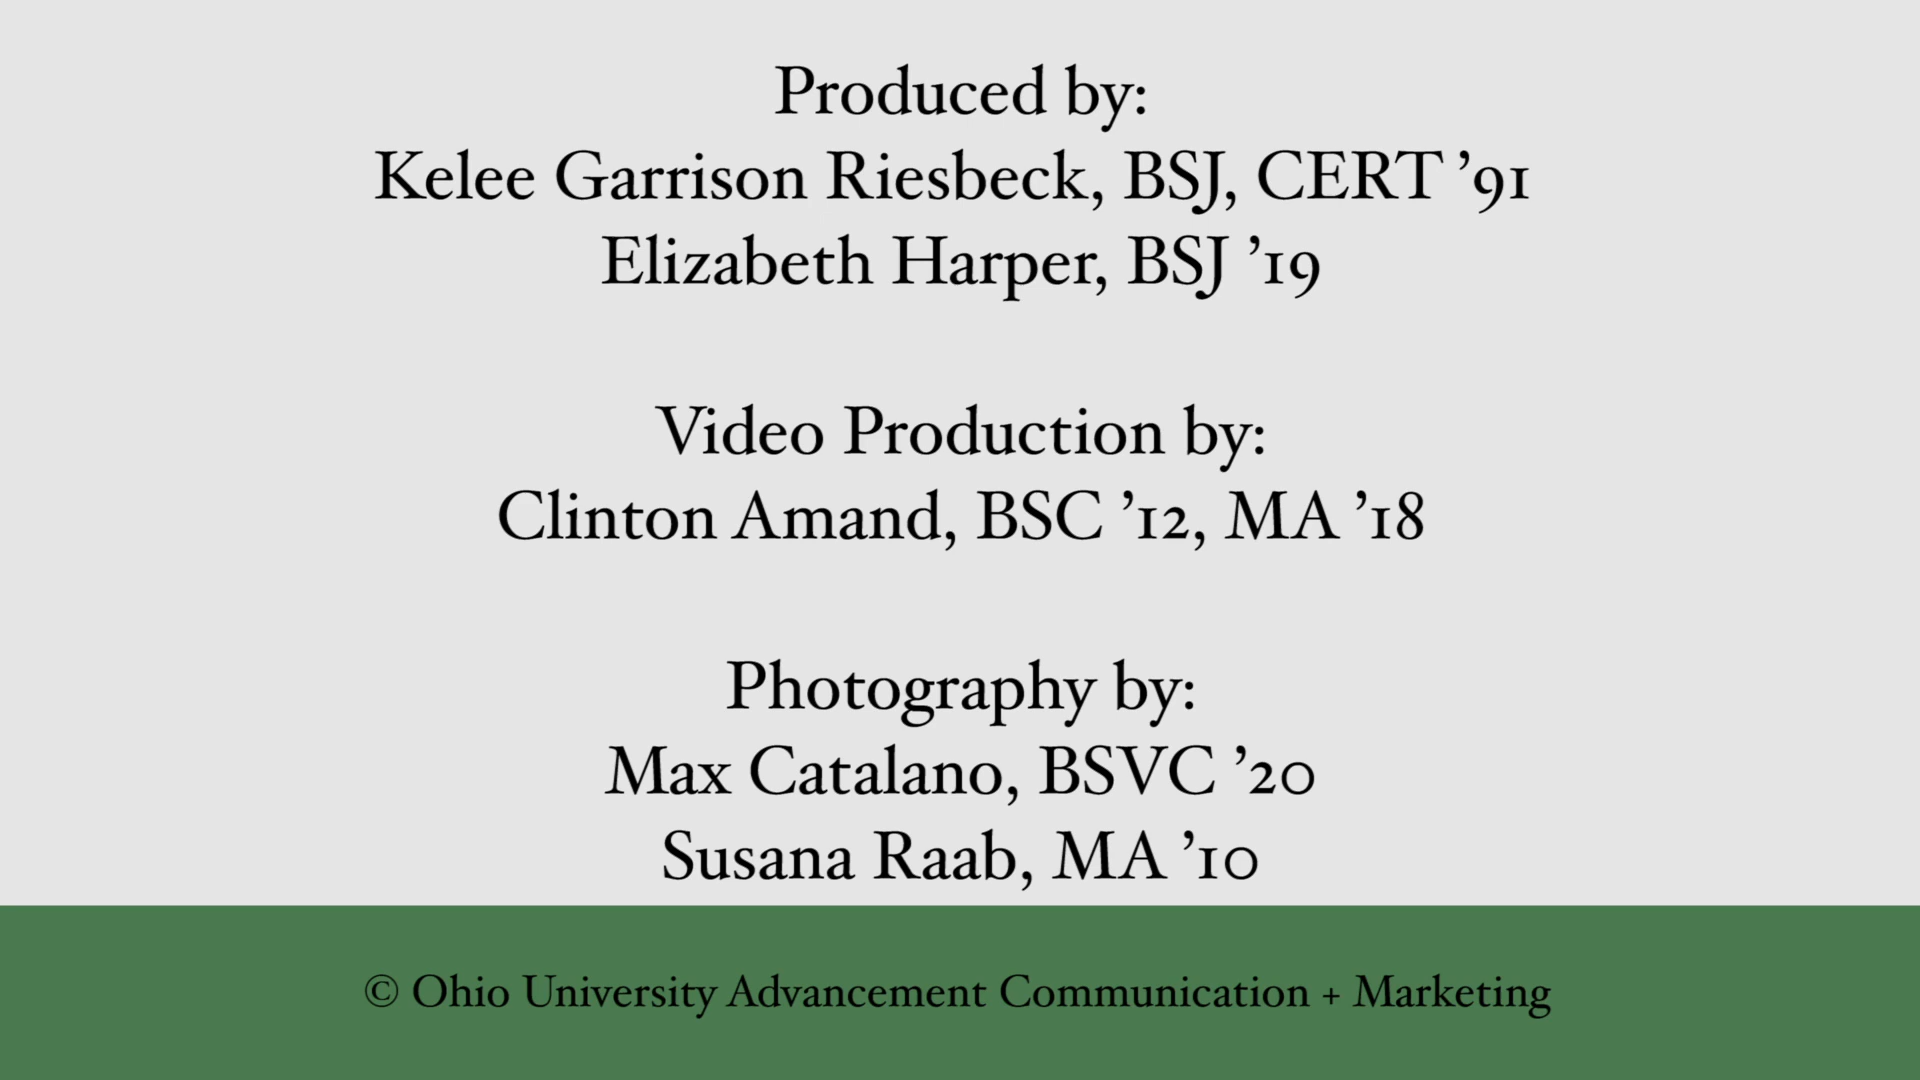 Produced by:
Kelee Garrison Riesbeck, BSJ, CERT ’91
Elizabeth Harper, BSJ ’19
Video Production by:
Clinton Amand, BSC ’12, MA ’18
Photography by:
Max Catalano, BSVC ’20
Susana Raab, MA ’10
© Ohio University Advancement Communication + Marketing